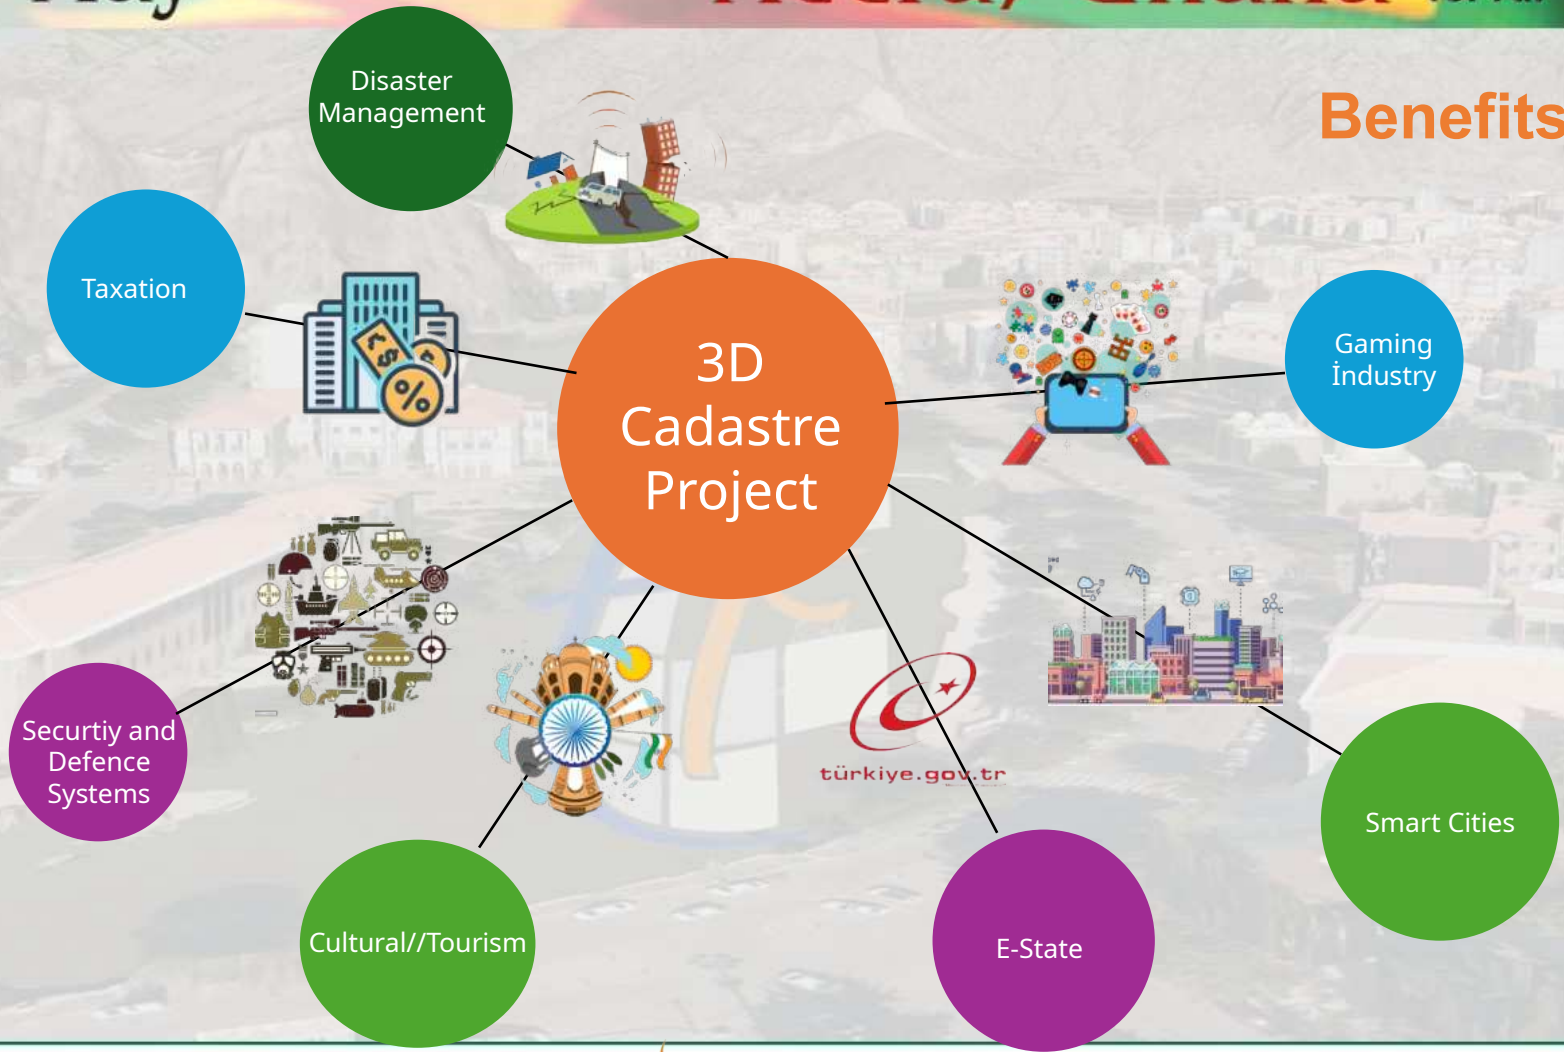 Benefits
Disaster
Management
Taxation
3D
Cadastre
Project
Gaming
İndustry
Securtiy and
Defence
Systems
türkiye.gov.tr
Smart Cities
Cultural//Tourism
E-State